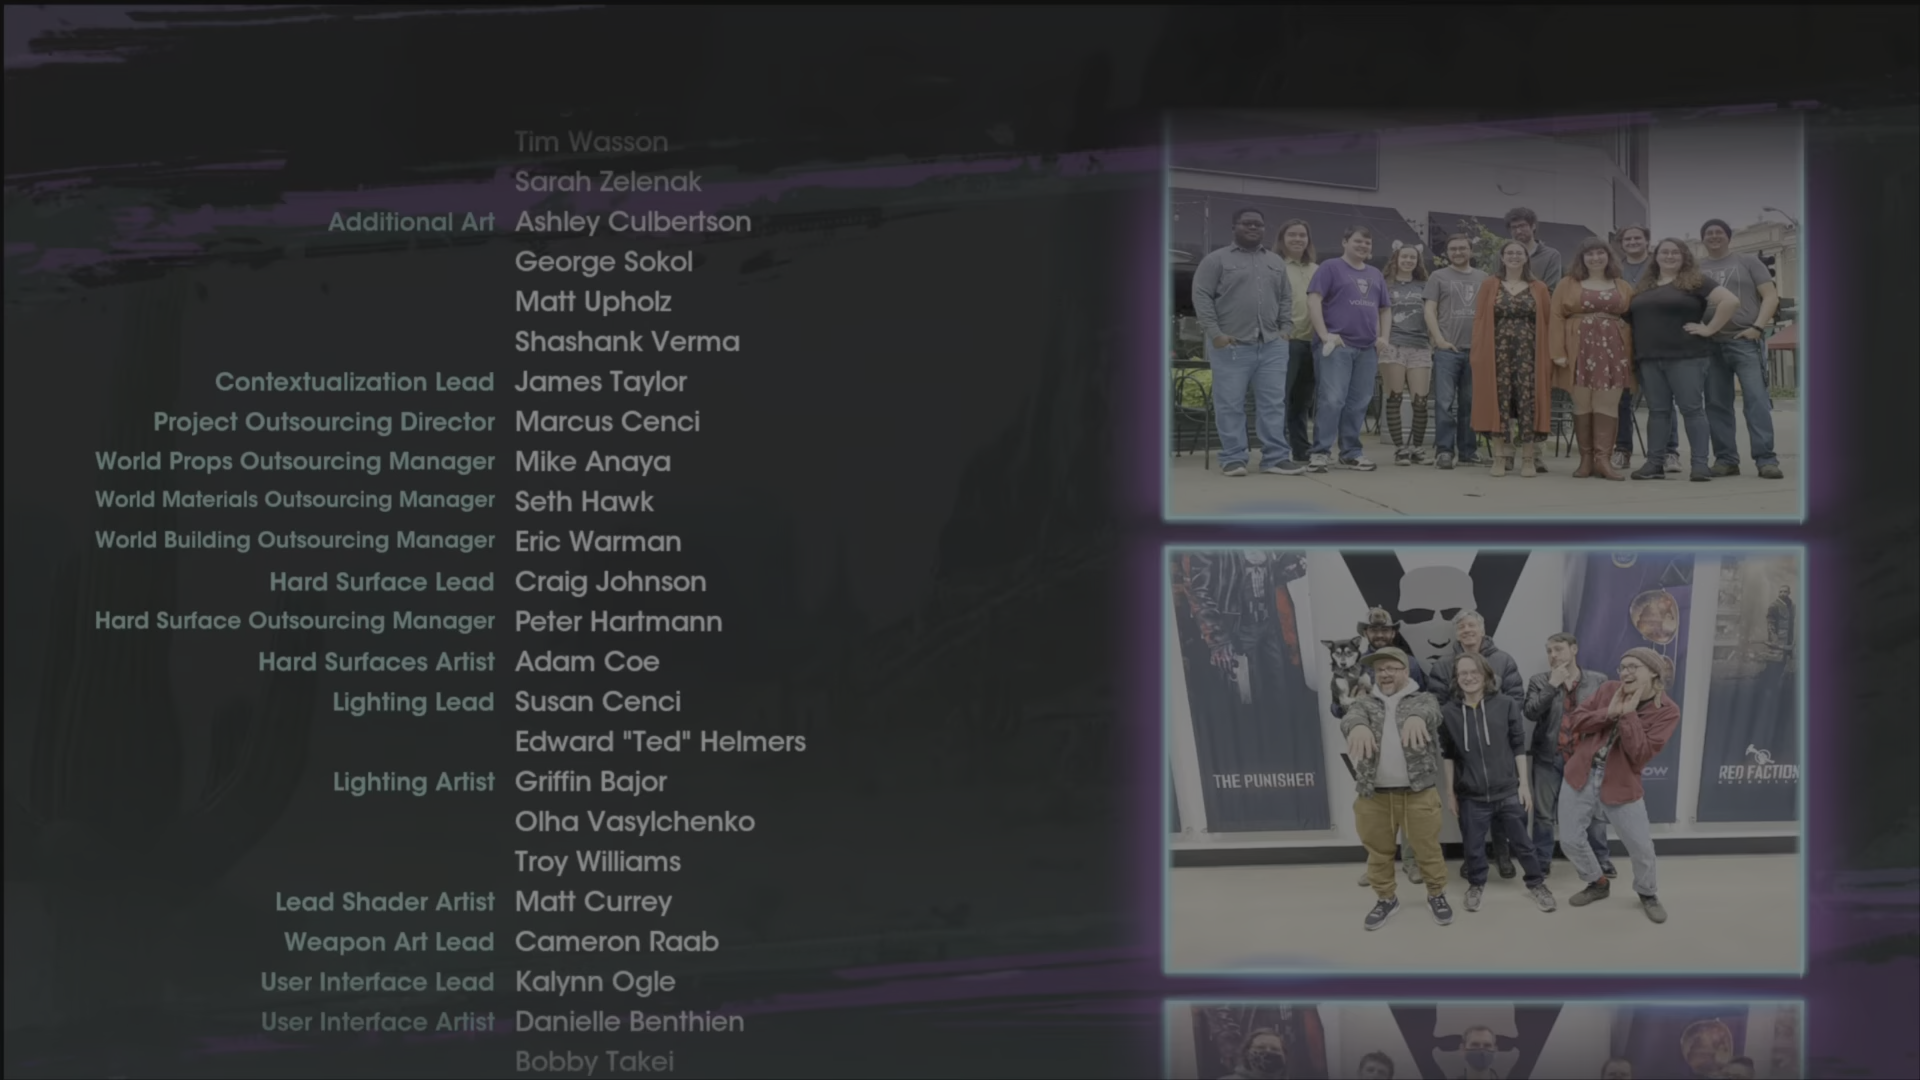 Tim Wasson
Sarah Zelenak
Additional Art Ashley Culbertson
George Sokol
Matt Upholz
Shashank Verma
Contextualization Lead James Taylor
Project Outsourcing Director Marcus Cenci
World Props Outsourcing Manager Mike Anaya
World Materials Outsourcing Manager Seth Hawk
World Building Outsourcing Manager Eric Warman
Hard Surface Lead Craig Johnson
Hard Surface Outsourcing Manager Peter Hartmann
Hard Surfaces Artist Adam Coe
Lighting Lead Susan Cenci
Edward "Ted" Helmers
Lighting Artist Griffin Bajor
Olha Vasylchenko
Troy Williams
Lead Shader Artist Matt Currey
Weapon Art Lead Cameron Raab
User Interface Lead Kalynn Ogle
User Interface Artist Danielle Benthien
Bobby Takei
THE PUNISHER
RED FACTION